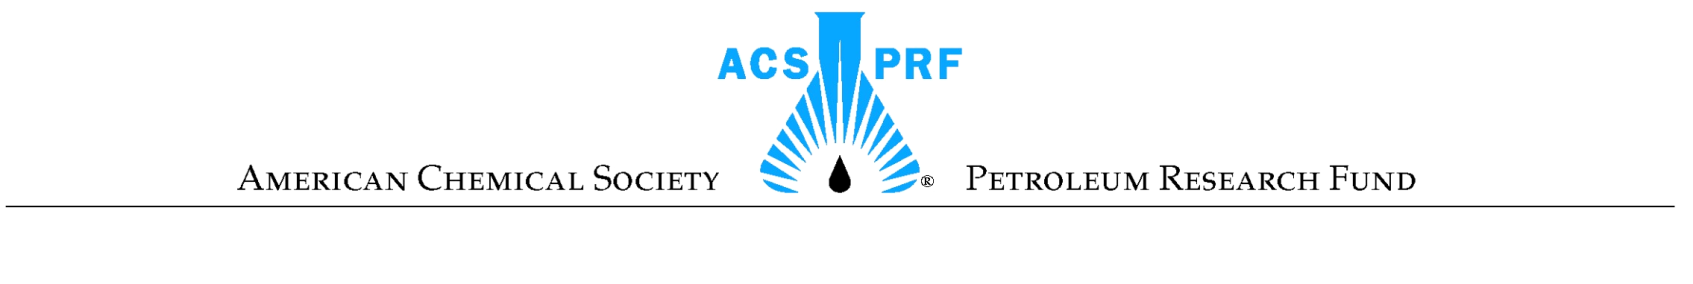 ACS PRF
AMERICAN CHEMICAL SOCIETY ® PETROLEUM RESEARCH FUND